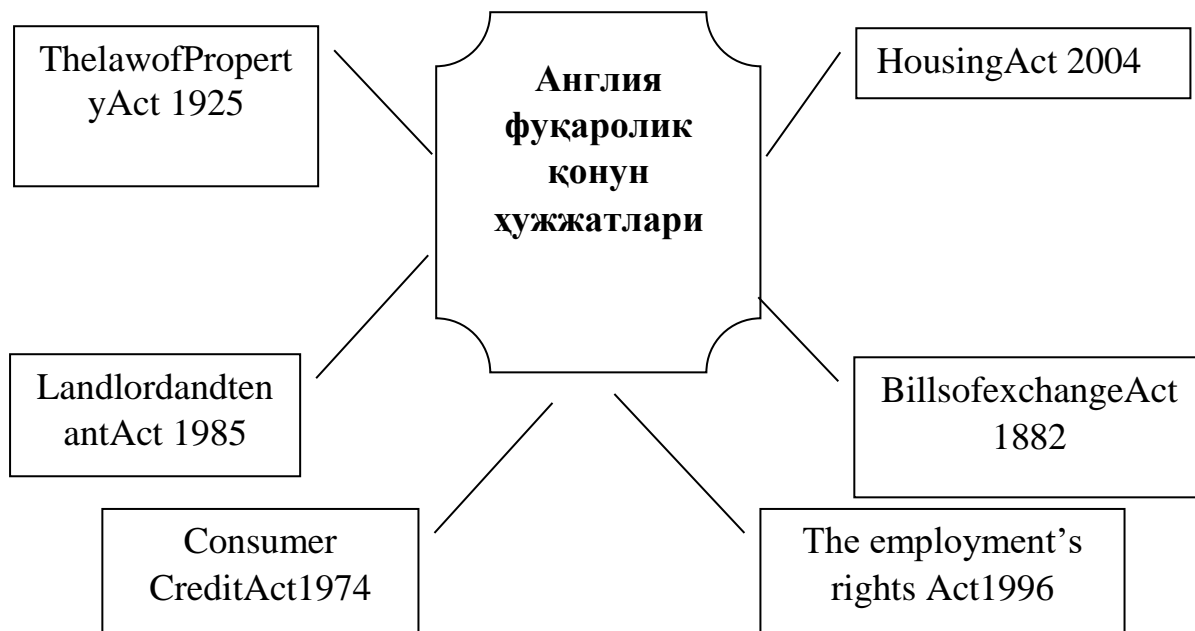 ThelawofPropert
yAct 1925
Англия
фуқаролик
қонун
ҳужжатлари
HousingAct 2004
Landlordandten
antAct 1985
BillsofexchangeAct
1882
Consumer
CreditAct1974
The employment’s
rights Act1996